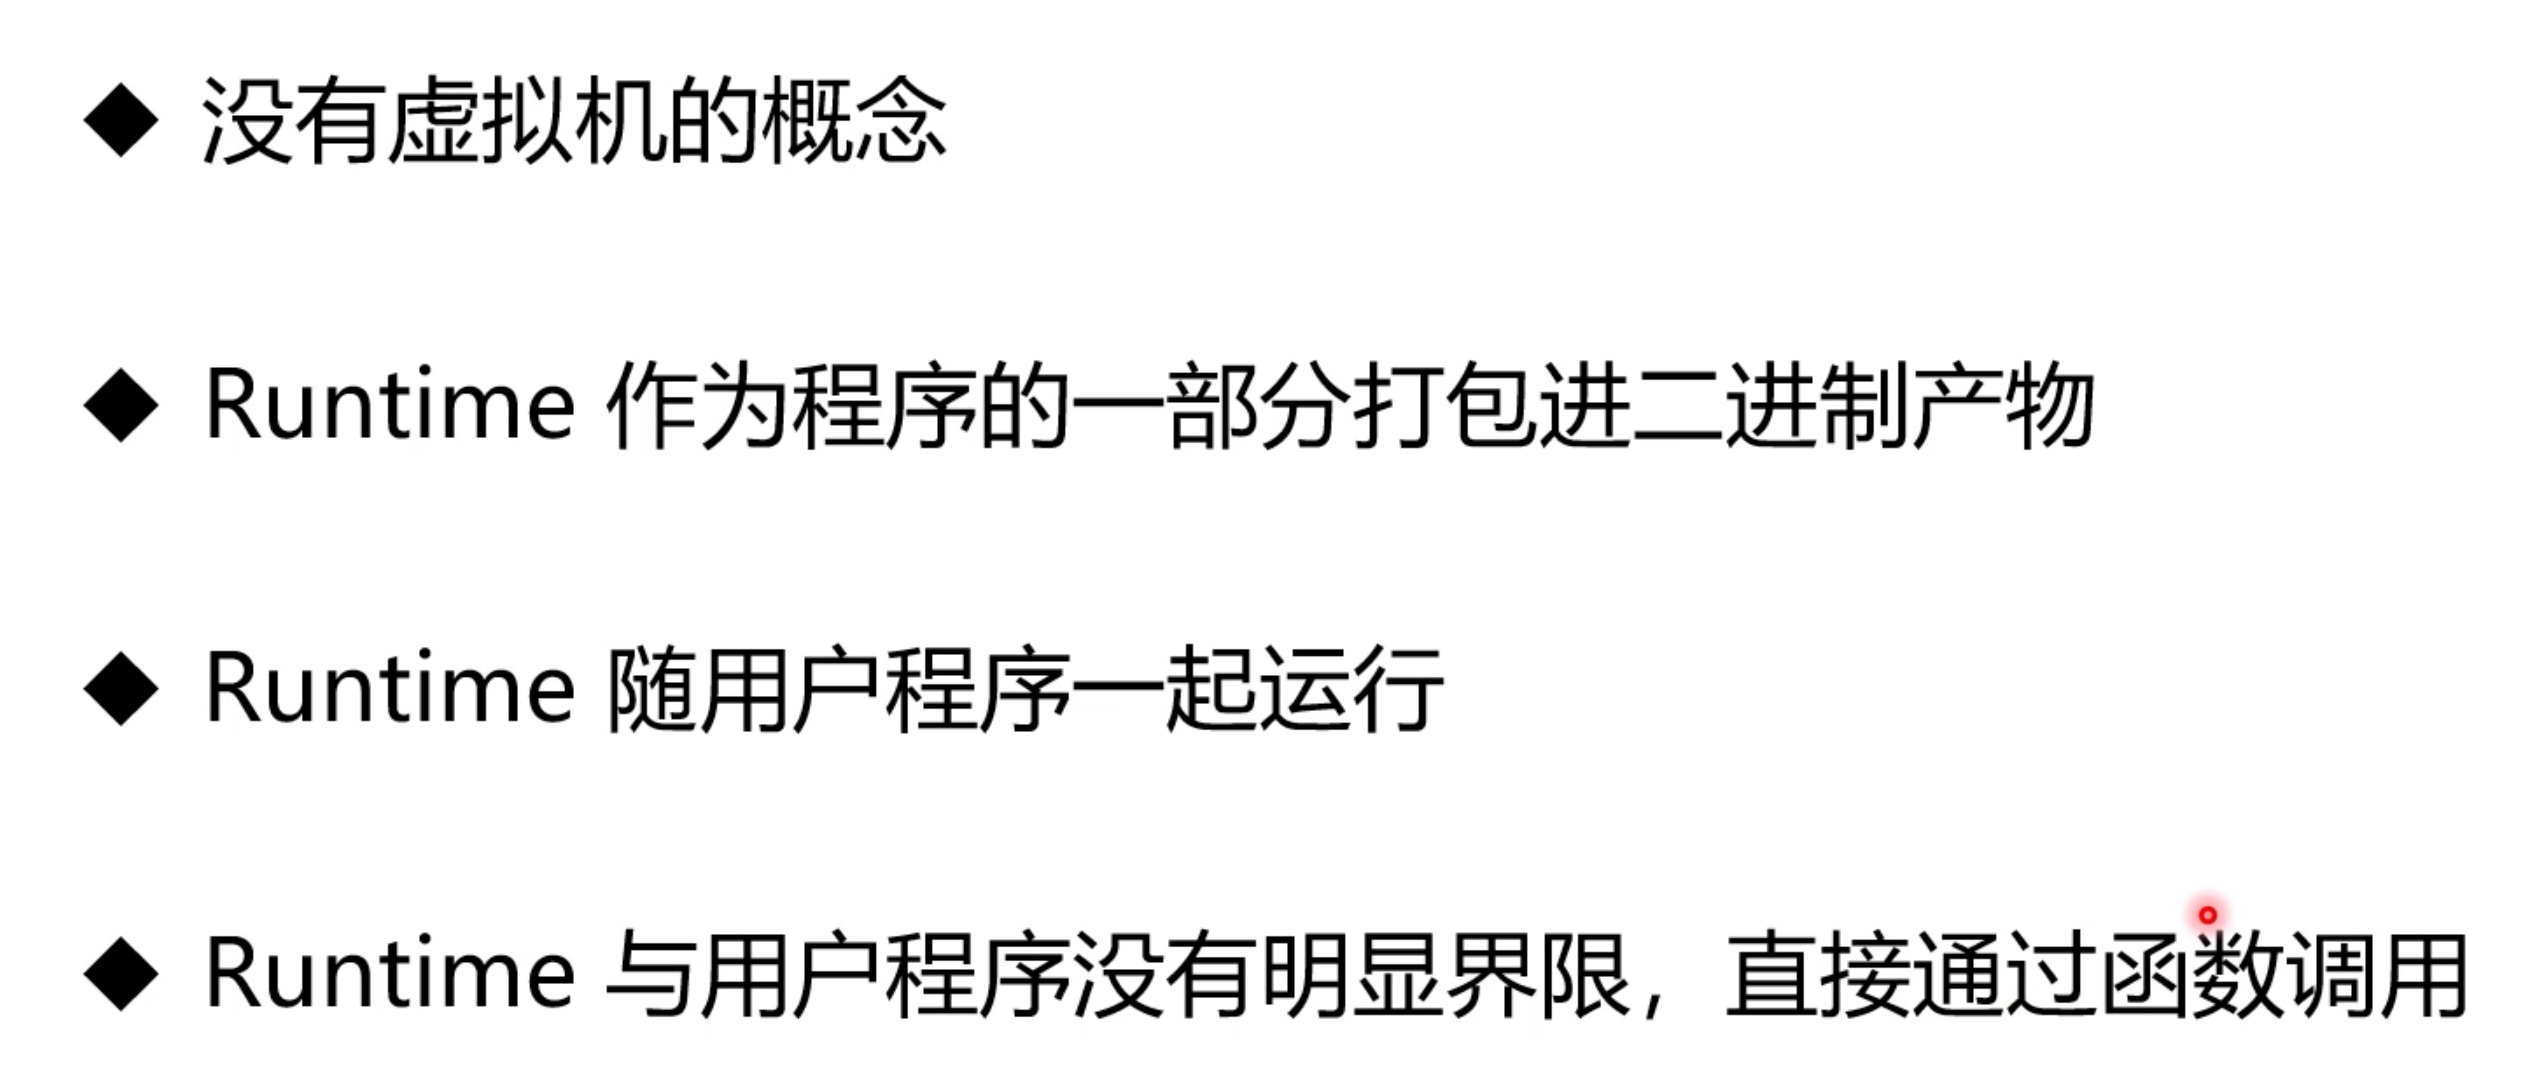 ◆ 没有虚拟机的概念
◆ Runtime 作为程序的一部分打包进二进制产物
◆ Runtime 随用户程序一起运行
◆ Runtime 与用户程序没有明显界限，直接通过函数调用